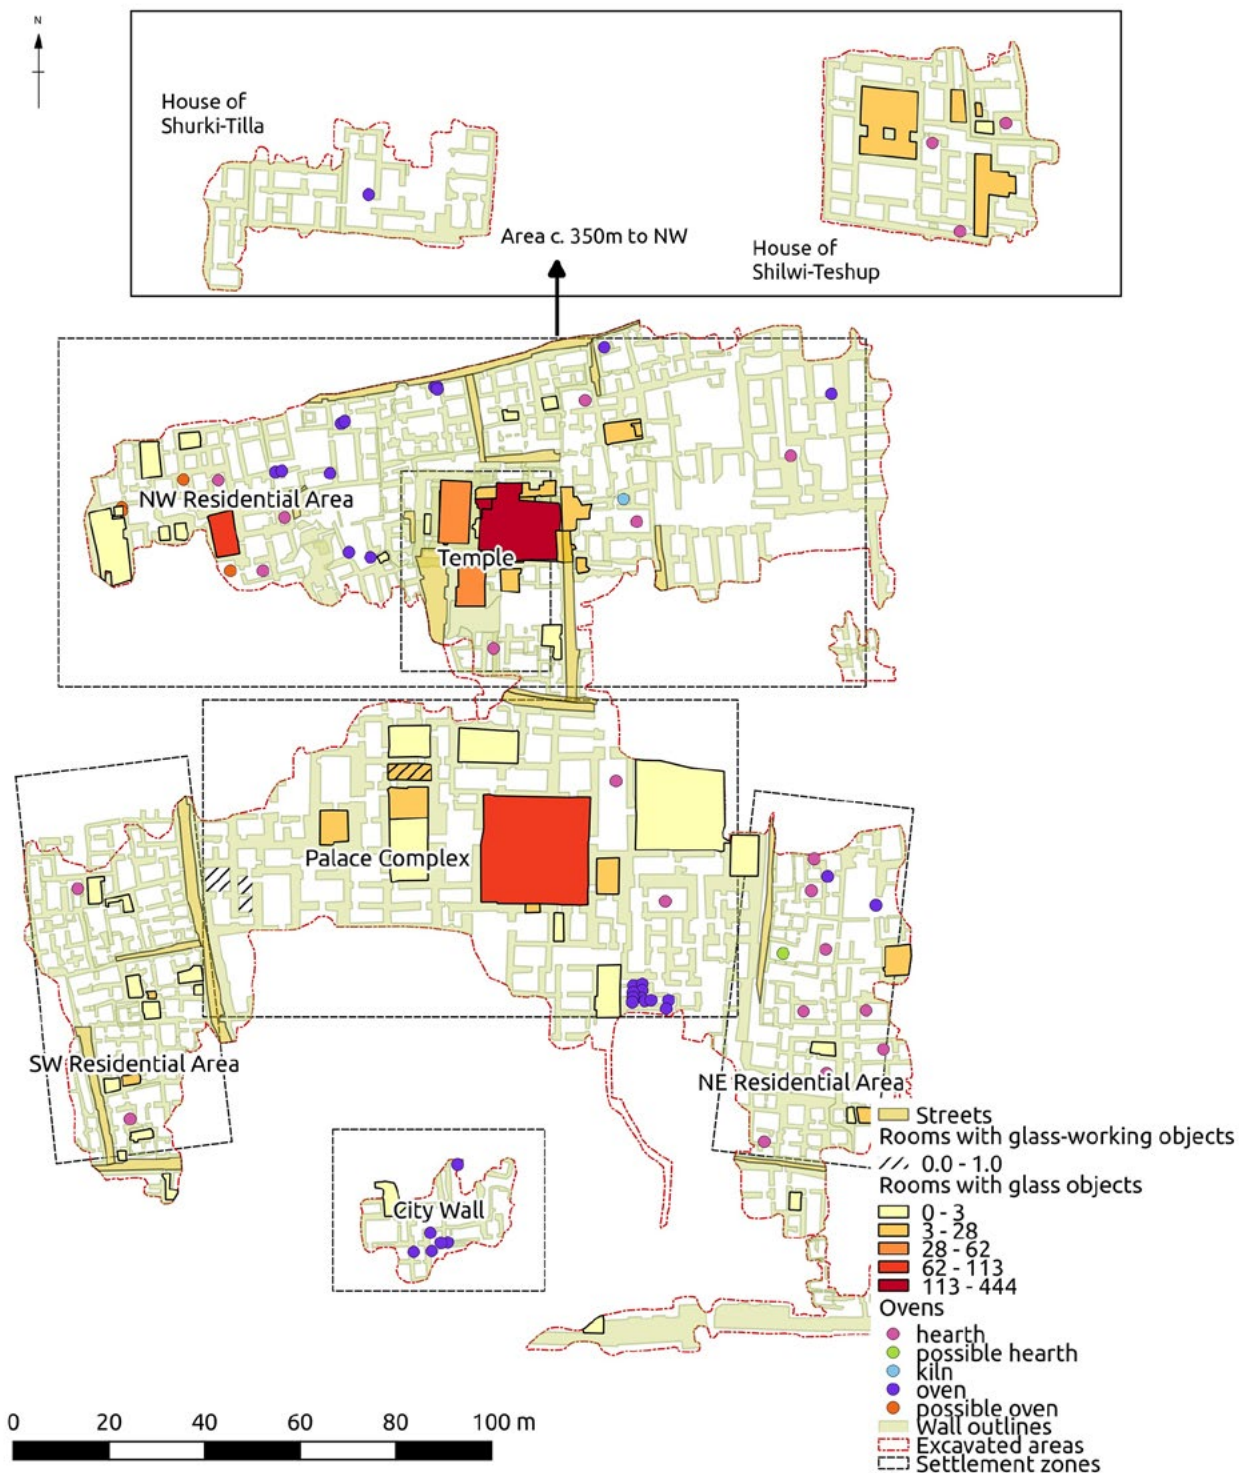 N
House of
Shurki-Tilla
Area c. 350m to NW
House of
Shilwi-Teshup
NW Residential Area
Temple
Palace Complex
SW Residential Area
NE Residential Area
City Wall
Streets
Rooms with glass-working objects
0.0 - 1.0
Rooms with glass objects
0 - 3
3 - 28
28 - 62
62 - 113
113 - 444
Ovens
hearth
possible hearth
kiln
oven
possible oven
Wall outlines
Excavated areas
Settlement zones
0 20 40 60 80 100 m